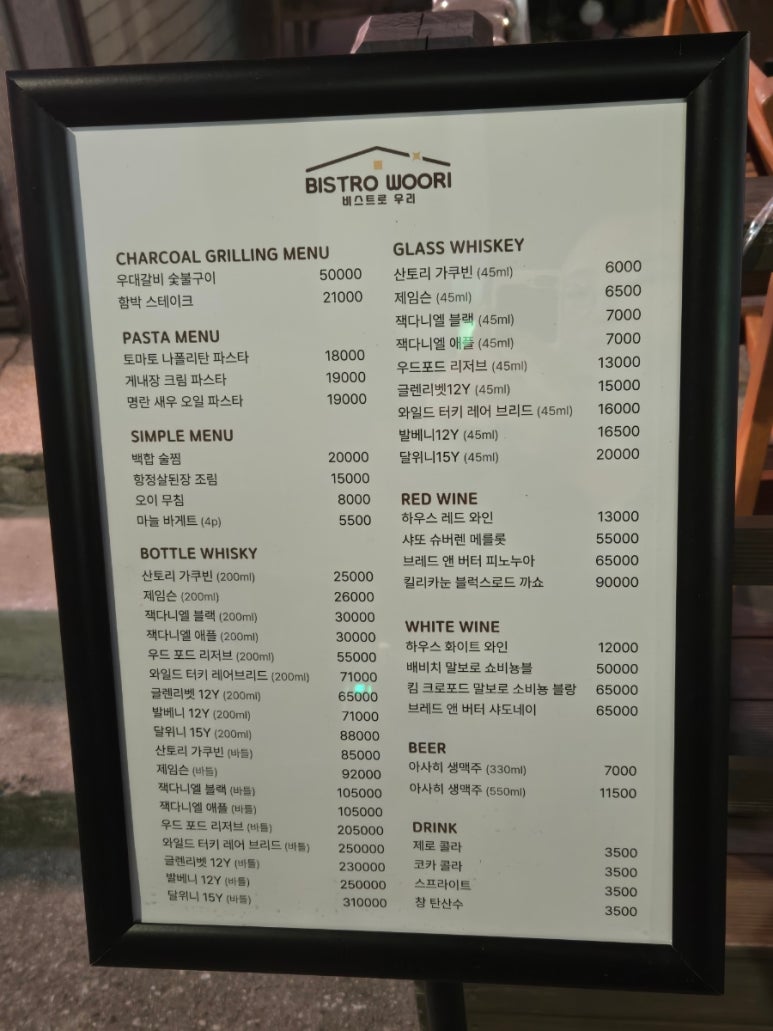 BISTRO WOORI
비스트로 우리
CHARCOAL GRILLING MENU
우대갈비 숯불구이 50000
함박 스테이크 21000
PASTA MENU
토마토 나폴리탄 파스타 18000
게내장 크림 파스타 19000
명란 새우 오일 파스타 19000
SIMPLE MENU
백합 술찜 20000
항정살된장 조림 15000
오이 무침 8000
마늘 바게트 (4p) 5500
BOTTLE WHISKY
산토리 가쿠빈 (200ml) 25000
제임슨 (200ml) 26000
잭다니엘 블랙 (200ml) 30000
잭다니엘 애플 (200ml) 30000
우드 포드 리저브 (200ml) 55000
와일드 터키 레어브리드 (200ml) 71000
글렌리벳 12Y (200ml) 65000
발베니 12Y (200ml) 71000
달위니 15Y (200ml) 88000
산토리 가쿠빈 (바틀) 85000
제임슨 (바틀) 92000
잭다니엘 블랙 (바틀) 105000
잭다니엘 애플 (바틀) 105000
우드 포드 리저브 (바틀) 205000
와일드 터키 레어 브리드 (바틀) 250000
글렌리벳 12Y (바틀) 230000
발베니 12Y (바틀) 250000
달위니 15Y (바틀) 310000
GLASS WHISKEY
산토리 가쿠빈 (45ml) 6000
제임슨 (45ml) 6500
잭다니엘 블랙 (45ml) 7000
잭다니엘 애플 (45ml) 7000
우드포드 리저브 (45ml) 13000
글렌리벳12Y (45ml) 15000
와일드 터키 레어 브리드 (45ml) 16000
발베니12Y (45ml) 16500
달위니15Y (45ml) 20000
RED WINE
하우스 레드 와인 13000
샤또 슈버렌 메를롯 55000
브레드 앤 버터 피노누아 65000
킬리카눈 블럭스로드 까쇼 90000
WHITE WINE
하우스 화이트 와인 12000
배비치 말보로 쇼비뇽블 50000
킴 크로포드 말보로 소비뇽 블랑 65000
브레드 앤 버터 샤도네이 65000
BEER
아사히 생맥주 (330ml) 7000
아사히 생맥주 (550ml) 11500
DRINK
제로 콜라 3500
코카 콜라 3500
스프라이트 3500
창 탄산수 3500